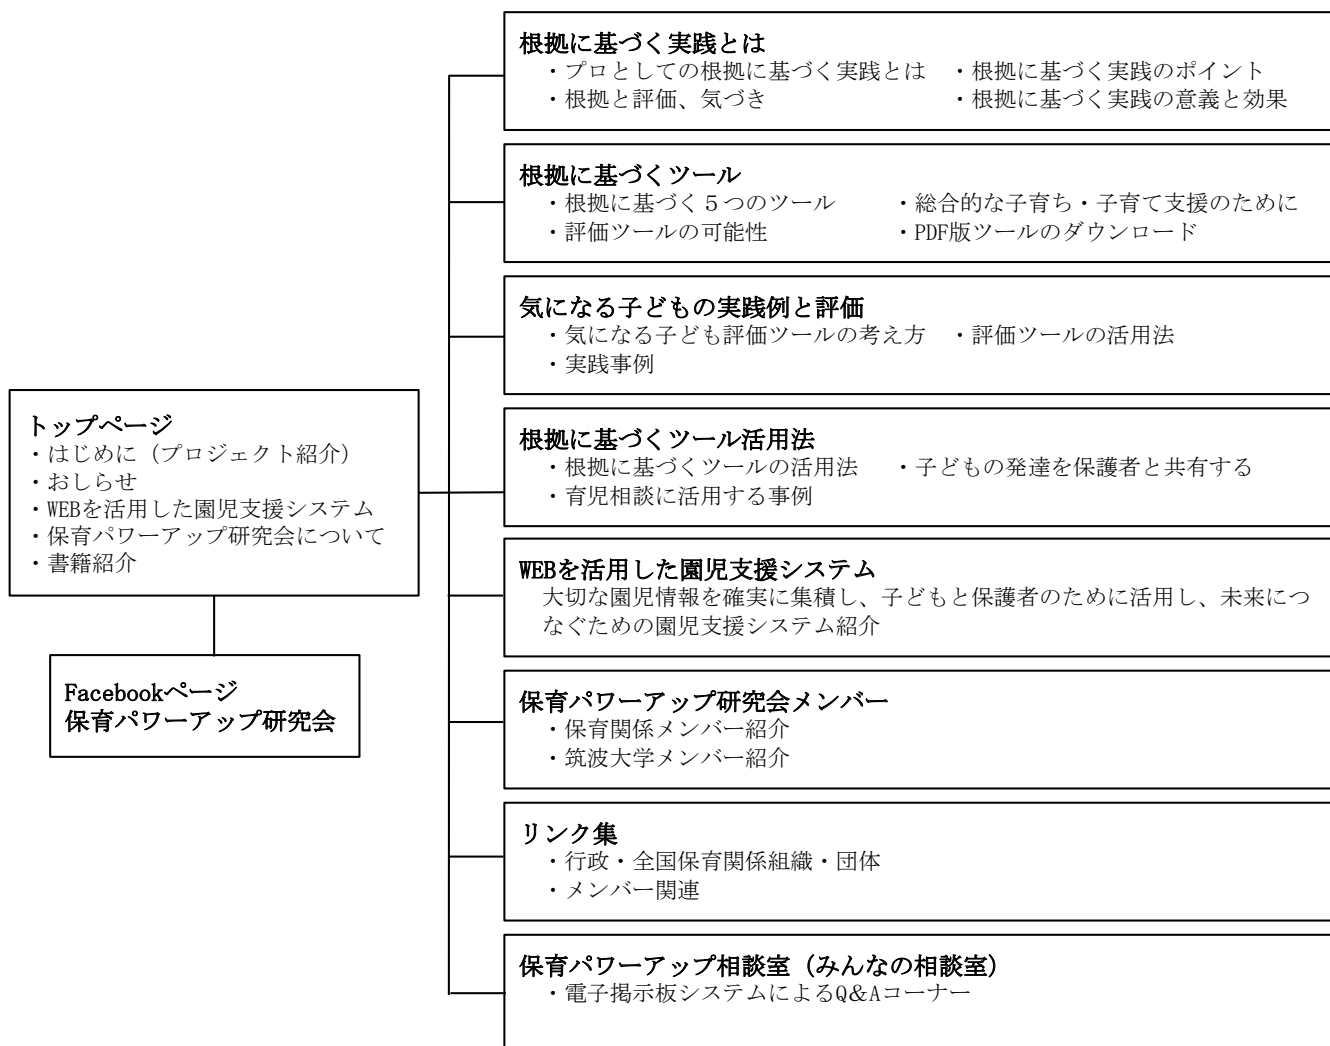 根拠に基づく実践とは
・プロとしての根拠に基づく実践とは ・根拠に基づく実践のポイント
・根拠と評価、気づき ・根拠に基づく実践の意義と効果
根拠に基づくツール
・根拠に基づく５つのツール ・総合的な子育ち・子育て支援のために
・評価ツールの可能性 ・PDF版ツールのダウンロード
気になる子どもの実践例と評価
・気になる子ども評価ツールの考え方 ・評価ツールの活用法
・実践事例
トップページ
・はじめに（プロジェクト紹介）
・おしらせ
・WEBを活用した園児支援システム
・保育パワーアップ研究会について
・書籍紹介
Facebookページ
保育パワーアップ研究会
根拠に基づくツール活用法
・根拠に基づくツールの活用法 ・子どもの発達を保護者と共有する
・育児相談に活用する事例
WEBを活用した園児支援システム
大切な園児情報を確実に集積し、子どもと保護者のために活用し、未来につ
なぐための園児支援システム紹介
保育パワーアップ研究会メンバー
・保育関係メンバー紹介
・筑波大学メンバー紹介
リンク集
・行政・全国保育関係組織・団体
・メンバー関連
保育パワーアップ相談室（みんなの相談室）
・電子掲示板システムによるQ&Aコーナー